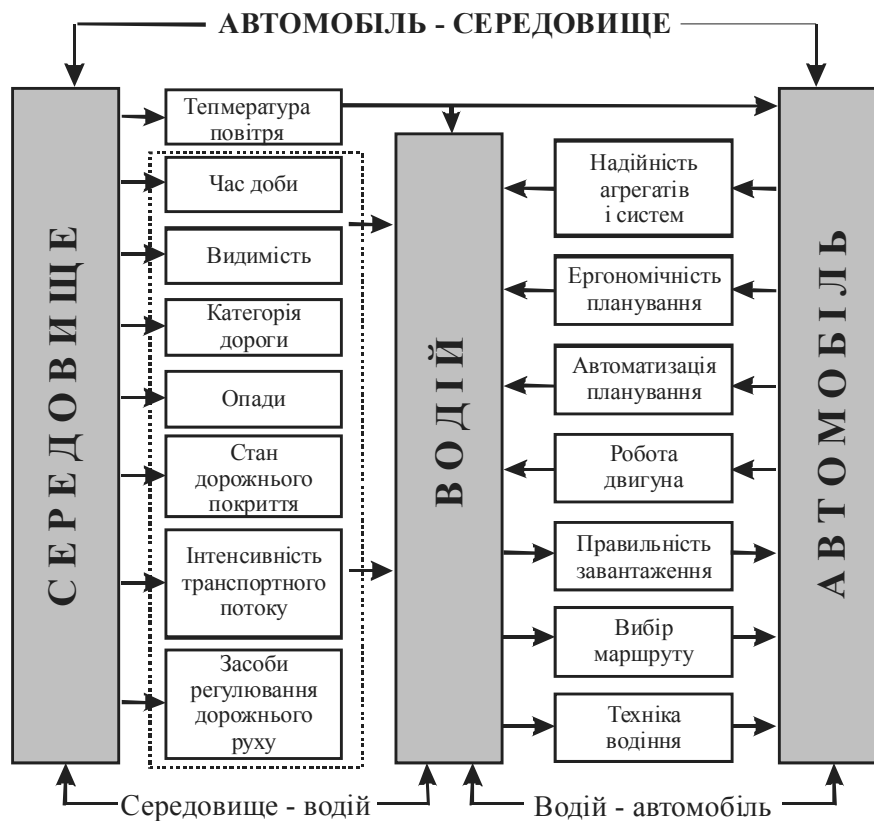 АВТОМОБІЛЬ - СЕРЕДОВИЩЕ
СЕРЕДОВИЩЕ
Тепмература
повітря
Час доби
Видимість
Категорія
дороги
Опади
Стан
дорожнього
покриття
Інтенсивність
транспортного
потоку
Засоби
регулювання
дорожнього
руху
ВОДІЙ
Надійність
агрегатів
і систем
Ергономічність
планування
Автоматизація
планування
Робота
двигуна
Правильність
завантаження
Вибір
маршруту
Техніка
водіння
АВТОМОБІЛЬ
Середовище - водій
Водій - автомобіль